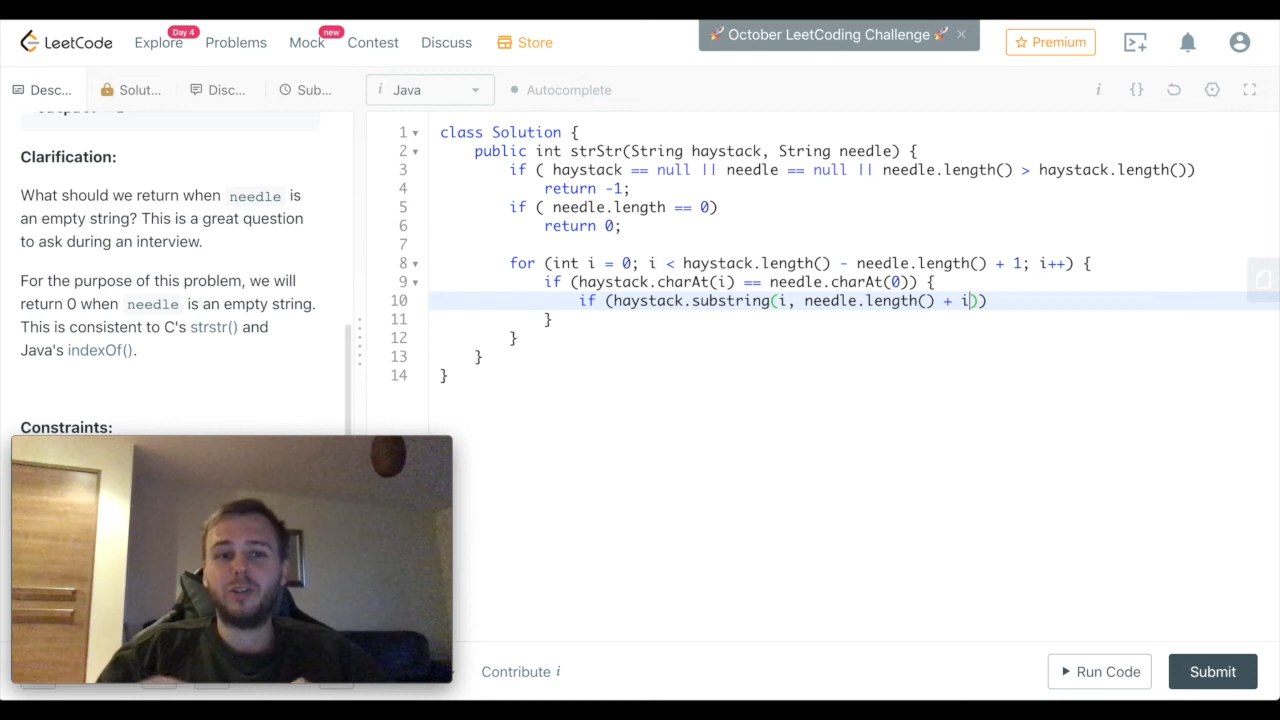 LeetCode
Explore
Day 4
Problems
Mock
new
Contest
Discuss
Store
🚀 October LeetCoding Challenge 🚀 ×
Premium
Desc...
Solut...
Disc...
Sub...
i Java
Autocomplete
i
{}
Clarification:
What should we return when needle is
an empty string? This is a great question
to ask during an interview.
For the purpose of this problem, we will
return 0 when needle is an empty string.
This is consistent to C's strstr() and
Java's indexOf().
Constraints:
1 class Solution {
2 public int strStr(String haystack, String needle) {
3 if ( haystack == null || needle == null || needle.length() > haystack.length())
4 return -1;
5 if ( needle.length == 0)
6 return 0;
7
8 for (int i = 0; i < haystack.length() - needle.length() + 1; i++) {
9 if (haystack.charAt(i) == needle.charAt(0)) {
10 if (haystack.substring(i, needle.length() + i))
11 }
12 }
13 }
14 }
Contribute i
Run Code
Submit